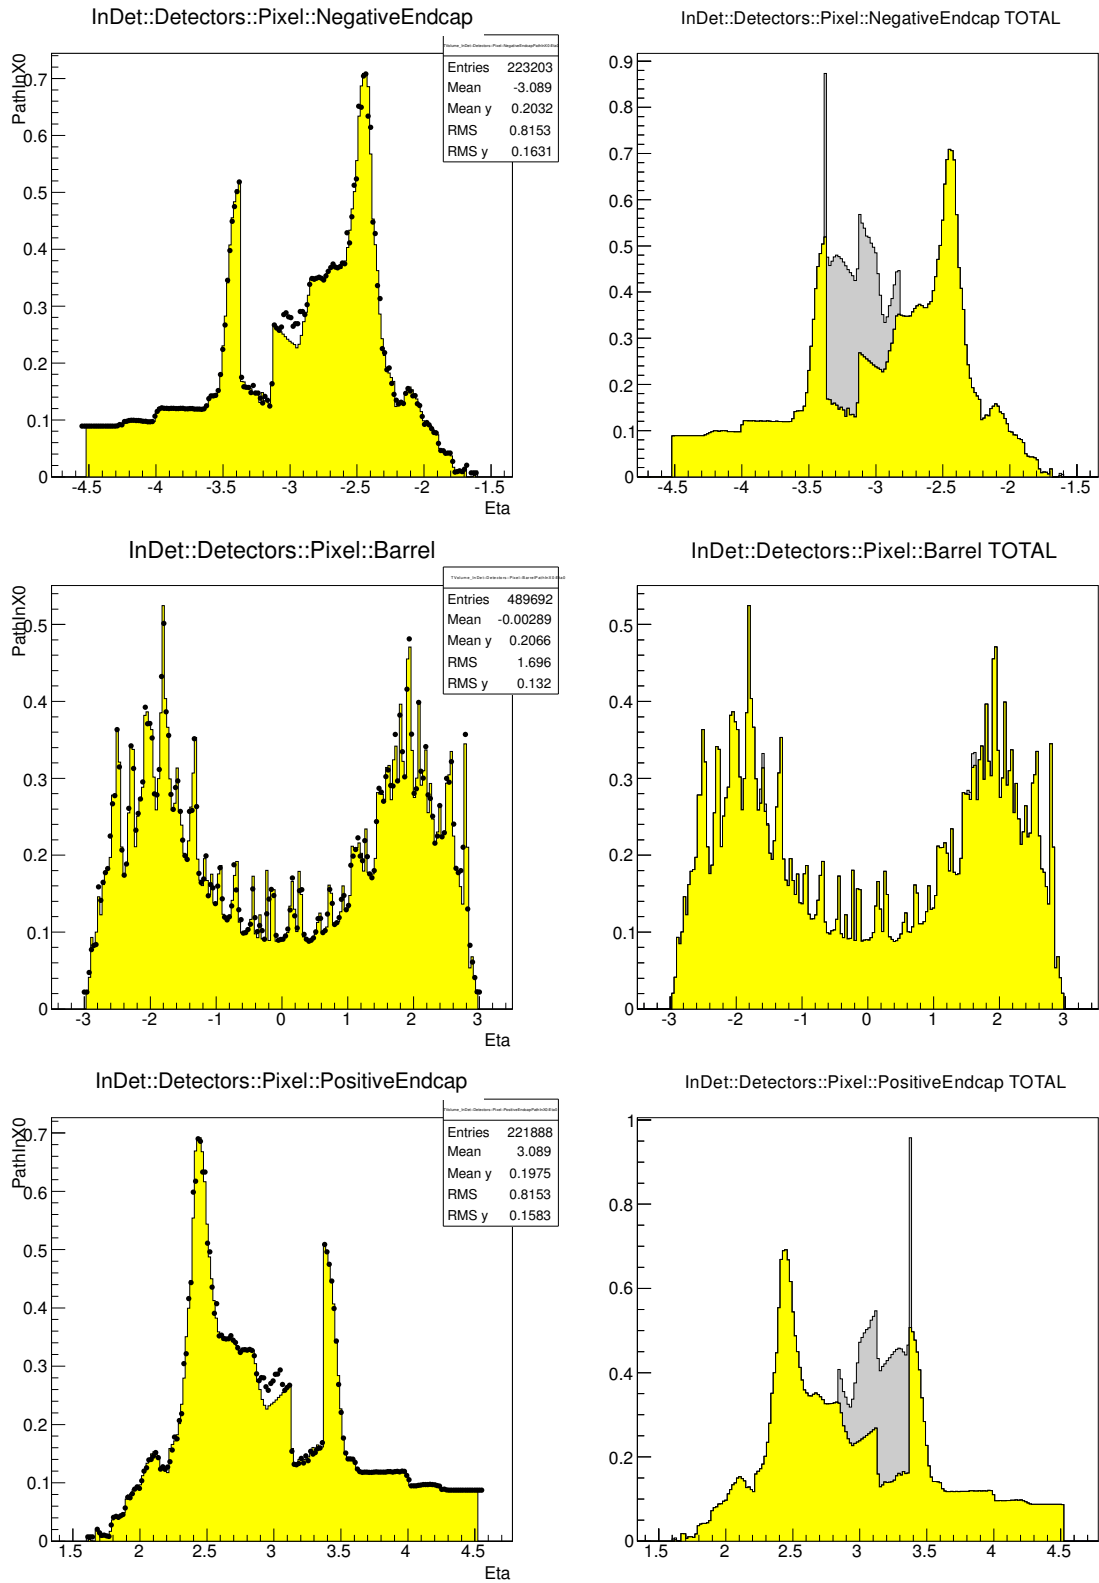 InDet::Detectors::Pixel::NegativeEndcap
PathInX0
0.7
0.6
0.5
0.4
0.3
0.2
0.1
0
-4.5 -4 -3.5 -3 -2.5 -2 -1.5
Eta
Entries 223203
Mean -3.089
Mean y 0.2032
RMS 0.8153
RMS y 0.1631
InDet::Detectors::Pixel::NegativeEndcap TOTAL
0.9
0.8
0.7
0.6
0.5
0.4
0.3
0.2
0.1
0
-4.5 -4 -3.5 -3 -2.5 -2 -1.5
InDet::Detectors::Pixel::Barrel
PathInX0
0.5
0.4
0.3
0.2
0.1
0
-3 -2 -1 0 1 2 3
Eta
Entries 489692
Mean -0.00289
Mean y 0.2066
RMS 1.696
RMS y 0.132
InDet::Detectors::Pixel::Barrel TOTAL
0.5
0.4
0.3
0.2
0.1
0
-3 -2 -1 0 1 2 3
InDet::Detectors::Pixel::PositiveEndcap
PathInX0
0.7
0.6
0.5
0.4
0.3
0.2
0.1
0
1.5 2 2.5 3 3.5 4 4.5
Eta
Entries 221888
Mean 3.089
Mean y 0.1975
RMS 0.8153
RMS y 0.1583
InDet::Detectors::Pixel::PositiveEndcap TOTAL
1
0.8
0.6
0.4
0.2
0
1.5 2 2.5 3 3.5 4 4.5